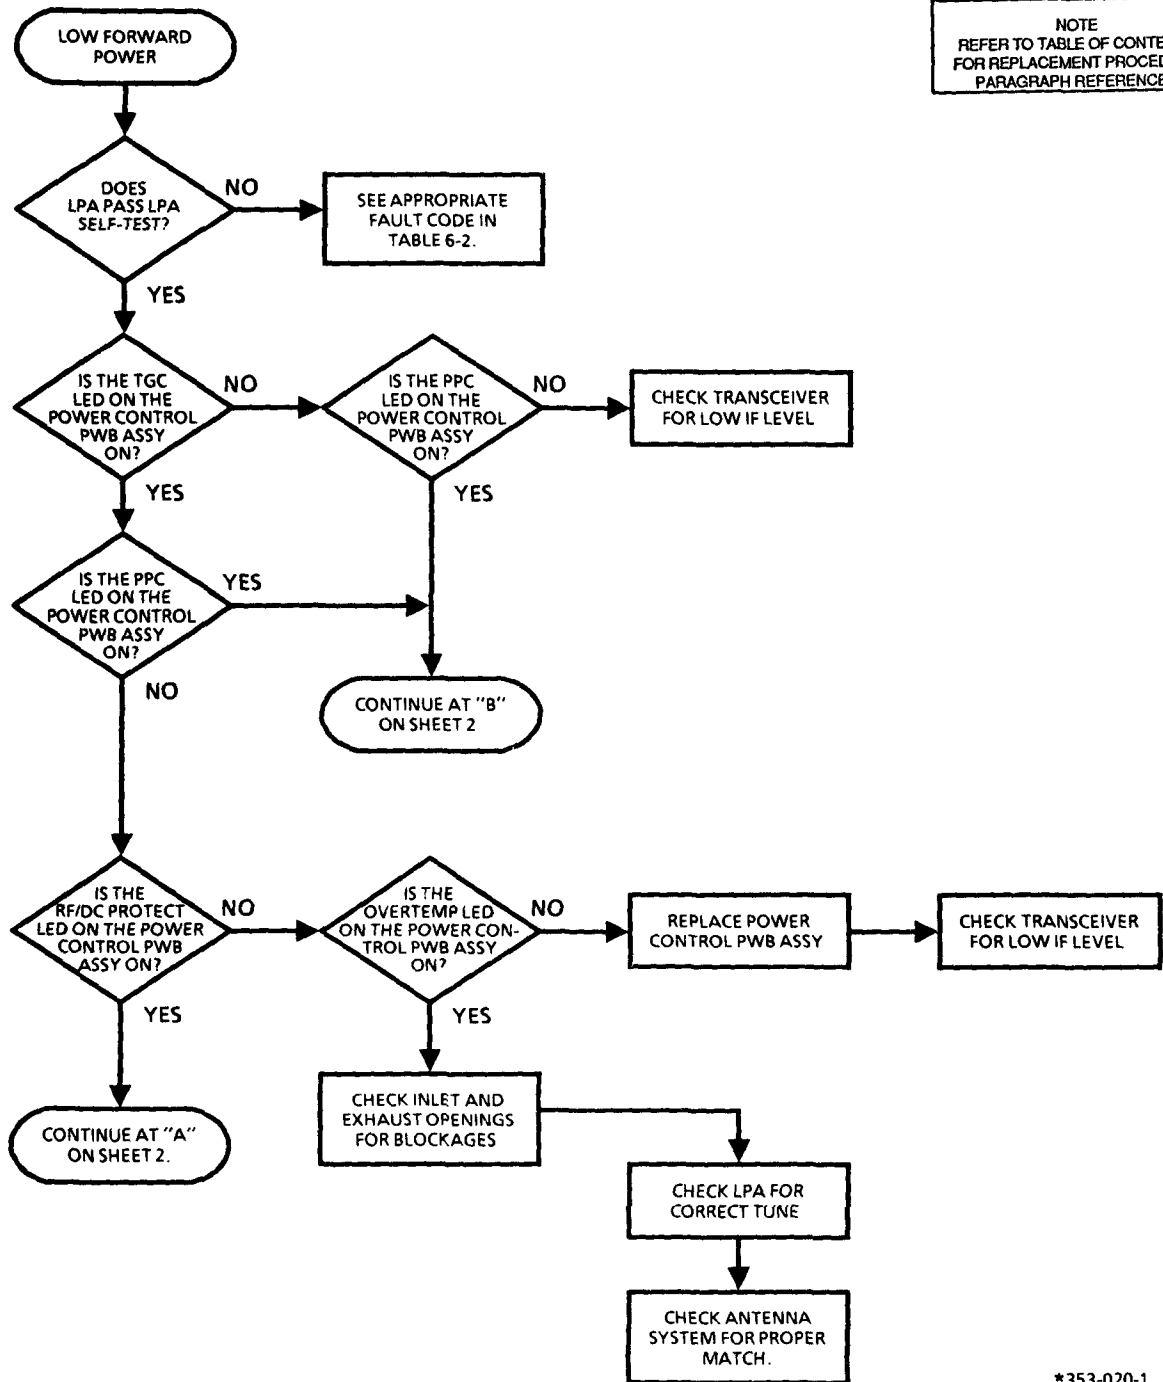 NOTE
REFER TO TABLE OF CONTE
FOR REPLACEMENT PROCED
PARAGRAPH REFERENCE
LOW FORWARD
POWER
DOES
LPA PASS LPA
SELF-TEST?
NO
SEE APPROPRIATE
FAULT CODE IN
TABLE 6-2.
YES
IS THE TGC
LED ON THE
POWER CONTROL
PWB ASSY
ON?
NO
IS THE PPC
LED ON THE
POWER CONTROL
PWB ASSY
ON?
NO
CHECK TRANSCEIVER
FOR LOW IF LEVEL
YES
YES
IS THE PPC
LED ON THE
POWER CONTROL
PWB ASSY
ON?
YES
NO
CONTINUE AT "B"
ON SHEET 2
IS THE
RF/DC PROTECT
LED ON THE POWER
CONTROL PWB
ASSY ON?
NO
IS THE
OVERTEMP LED
ON THE POWER CON-
TROL PWB ASSY
ON?
NO
REPLACE POWER
CONTROL PWB ASSY
CHECK TRANSCEIVER
FOR LOW IF LEVEL
YES
YES
CONTINUE AT "A"
ON SHEET 2.
CHECK INLET AND
EXHAUST OPENINGS
FOR BLOCKAGES
CHECK LPA FOR
CORRECT TUNE
CHECK ANTENNA
SYSTEM FOR PROPER
MATCH.
*353-020-1